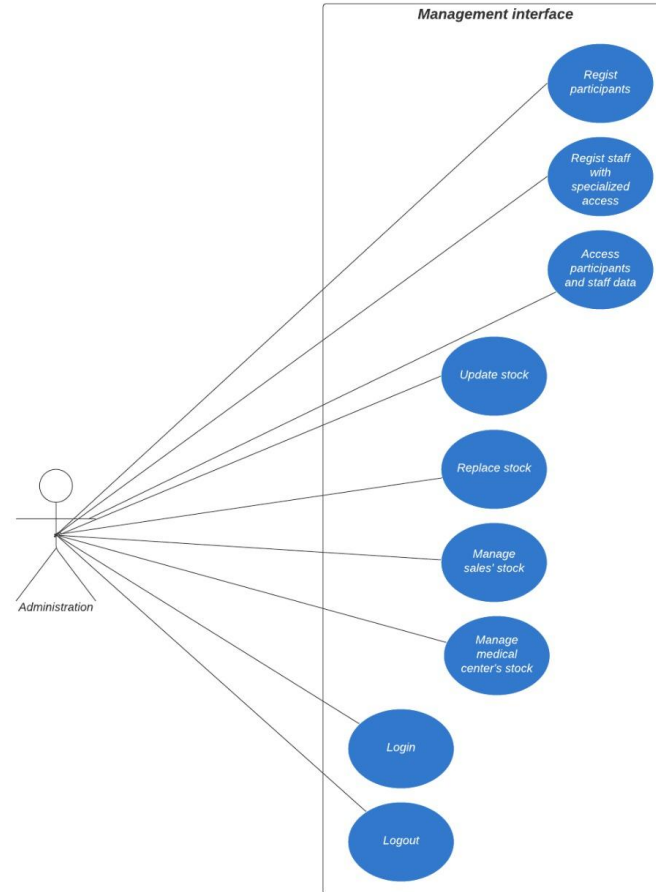 Management interface
Regist
participants
Regist staff
with
specialized
access
Access
participants
and staff data
Update stock
Replace stock
Manage
sales' stock
Manage
medical
center's stock
Administration
Login
Logout